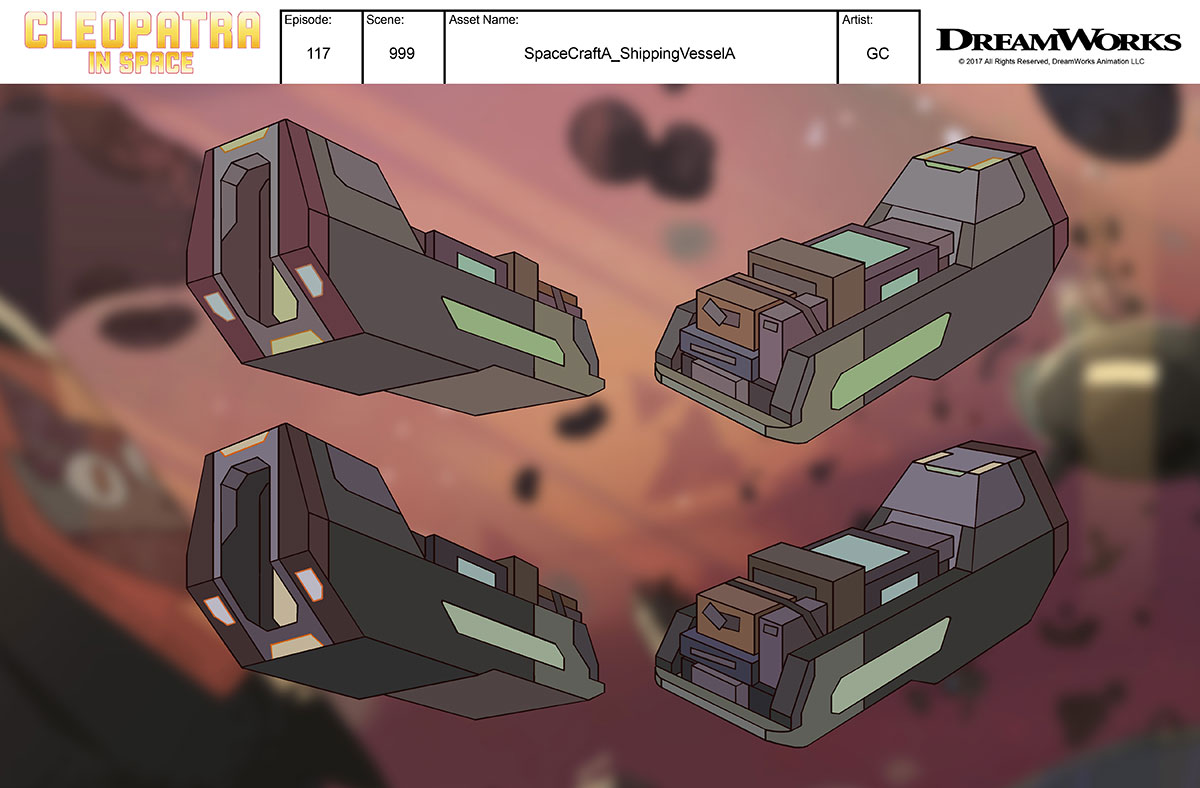 CLEOPATRA
IN SPACE
Episode:
117
Scene:
999
Asset Name:
SpaceCraftA_ShippingVesselA
Artist:
GC
DREAMWORKS
© 2017 All Rights Reserved, DreamWorks Animation LLC